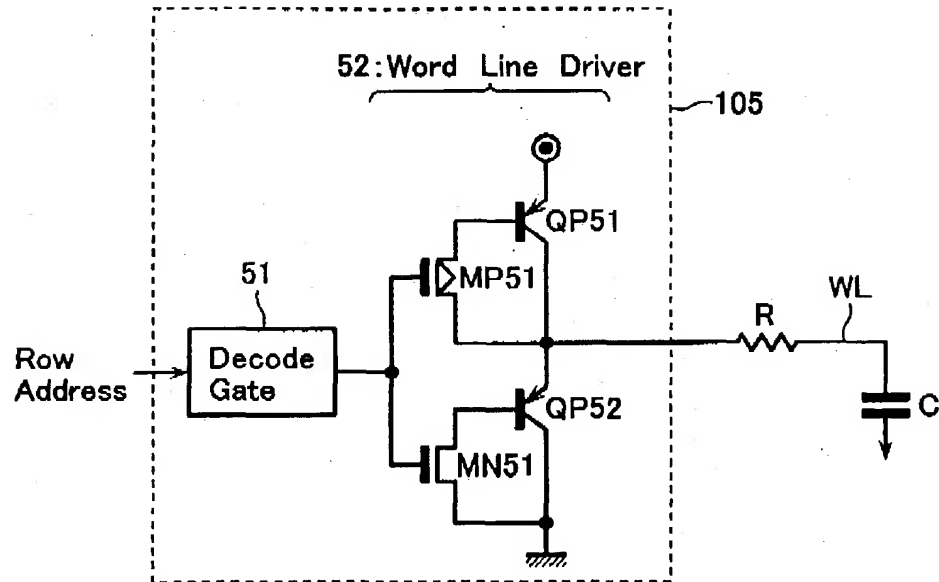 52:Word Line Driver
105
QP51
51
MP51
WL
R
Row
Address
Decode
Gate
QP52
C
MN51